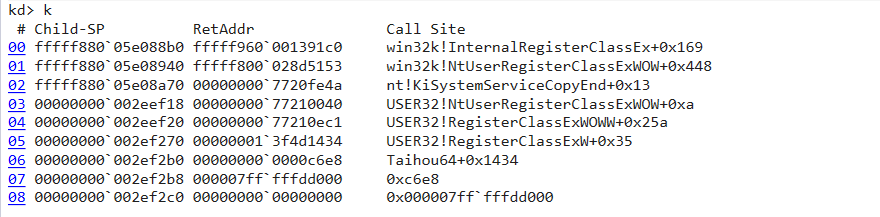 kd> k
# Child-SP RetAddr Call Site
00 fffff880`05e088b0 fffff960`001391c0 win32k!InternalRegisterClassEx+0x169
01 fffff880`05e08940 fffff800`028d5153 win32k!NtUserRegisterClassExWOW+0x448
02 fffff880`05e08a70 00000000`7720fe4a nt!KiSystemServiceCopyEnd+0x13
03 00000000`002eef18 00000000`77210040 USER32!NtUserRegisterClassExWOW+0xa
04 00000000`002eef20 00000000`77210ec1 USER32!RegisterClassExWOWW+0x25a
05 00000000`002ef270 00000001`3f4d1434 USER32!RegisterClassExW+0x35
06 00000000`002ef2b0 00000000`0000c6e8 Taihou64+0x1434
07 00000000`002ef2b8 000007ff`fffdd000 0xc6e8
08 00000000`002ef2c0 00000000`00000000 0x000007ff`fffdd000